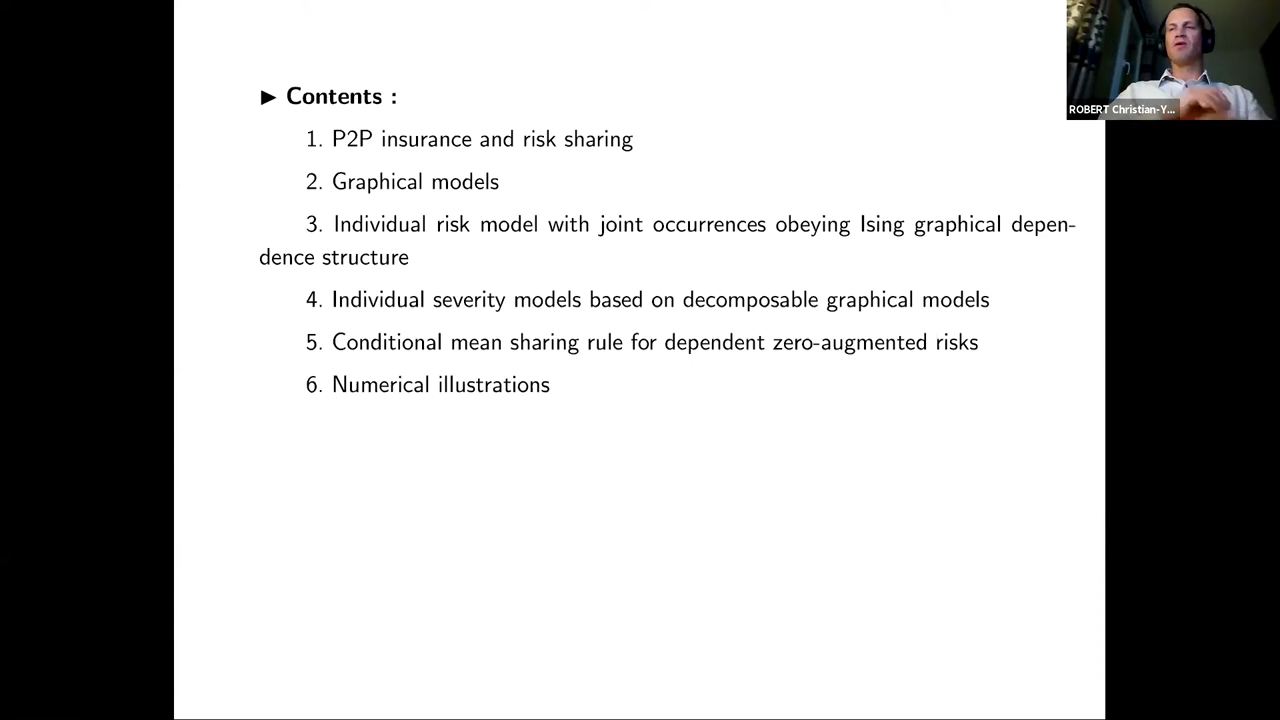 ► Contents :
1. P2P insurance and risk sharing
2. Graphical models
3. Individual risk model with joint occurrences obeying Ising graphical depen-
dence structure
4. Individual severity models based on decomposable graphical models
5. Conditional mean sharing rule for dependent zero-augmented risks
6. Numerical illustrations
ROBERT Christian-Y...